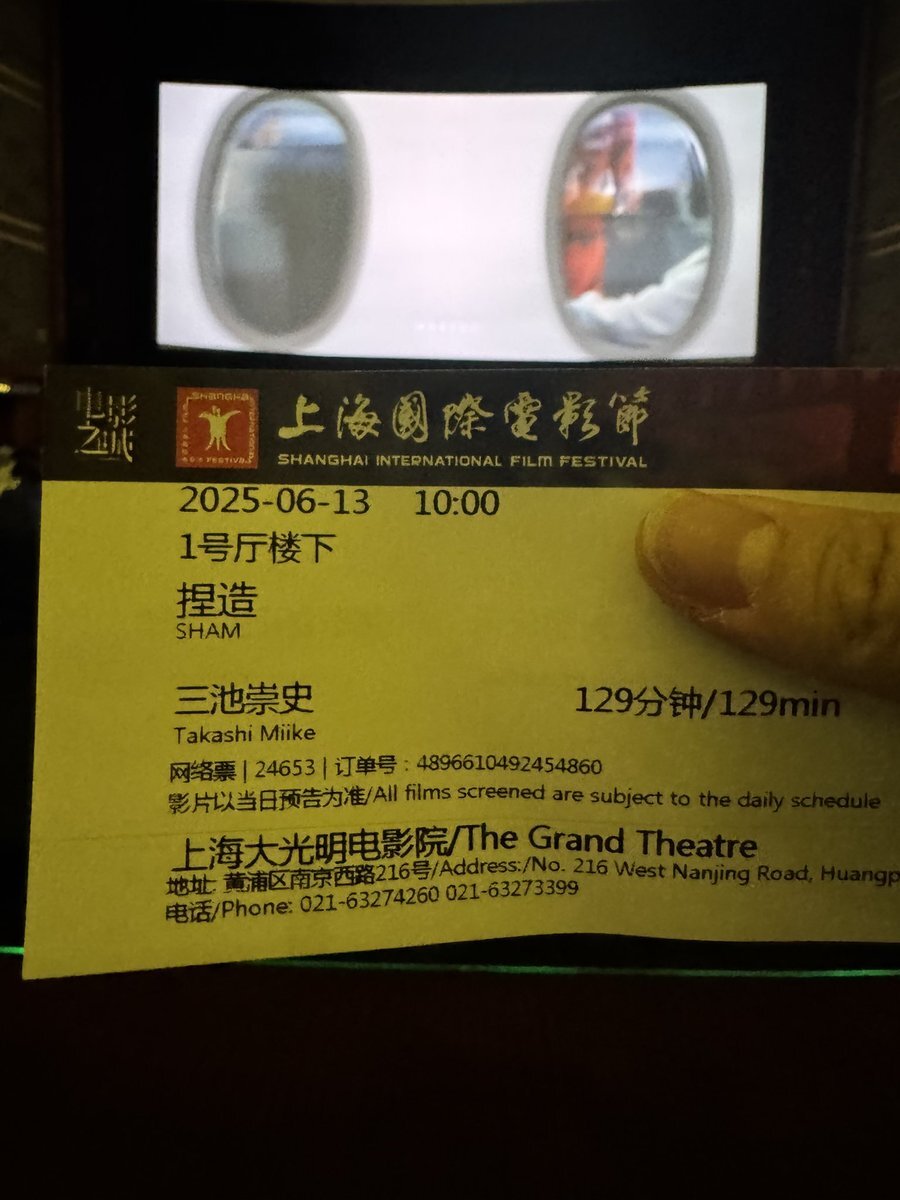 电影之城
上海國際電影節
SHANGHAI INTERNATIONAL FILM FESTIVAL
2025-06-13 10:00
1号厅楼下
捏造
SHAM
三池崇史 129分钟/129min
Takashi Miike
网络票 | 24653 | 订单号：4896610492454860
影片以当日预告为准/All films screened are subject to the daily schedule
上海大光明电影院/The Grand Theatre
地址: 黄浦区南京西路216号/Address:/No. 216 West Nanjing Road, Huangp
电话/Phone: 021-63274260 021-63273399